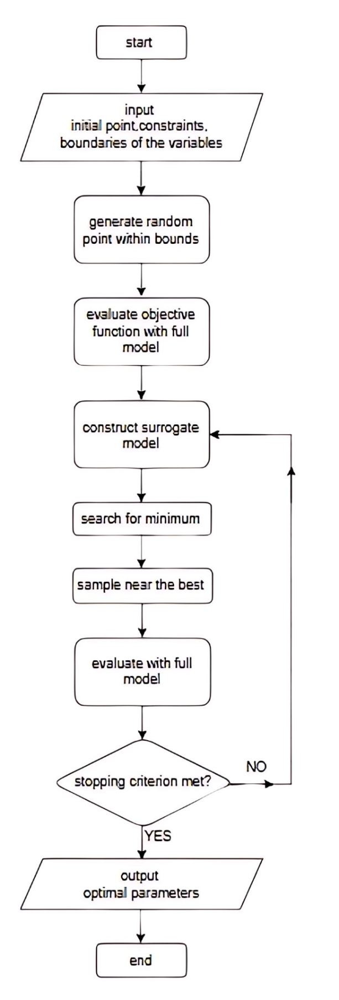 start
input
initial point,constraints,
boundaries of the variables
generate random
point within bounds
evaluate objective
function with full
model
construct surrogate
model
search for minimum
sample near the best
evaluate with full
model
stopping criterion met?
NO
YES
output
optimal parameters
end